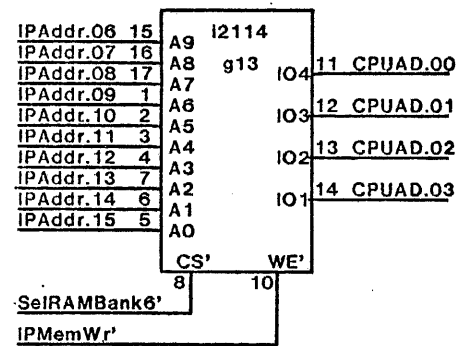 i2114
g13
IPAddr.06 15 A9
IPAddr.07 16 A8
IPAddr.08 17 A7
IPAddr.09 1 A6
IPAddr.10 2 A5
IPAddr.11 3 A4
IPAddr.12 4 A3
IPAddr.13 7 A2
IPAddr.14 6 A1
IPAddr.15 5 A0
IO4 11 CPUAD.00
IO3 12 CPUAD.01
IO2 13 CPUAD.02
IO1 14 CPUAD.03
CS' WE'
8 10
SelRAMBank6'
IPMemWr'